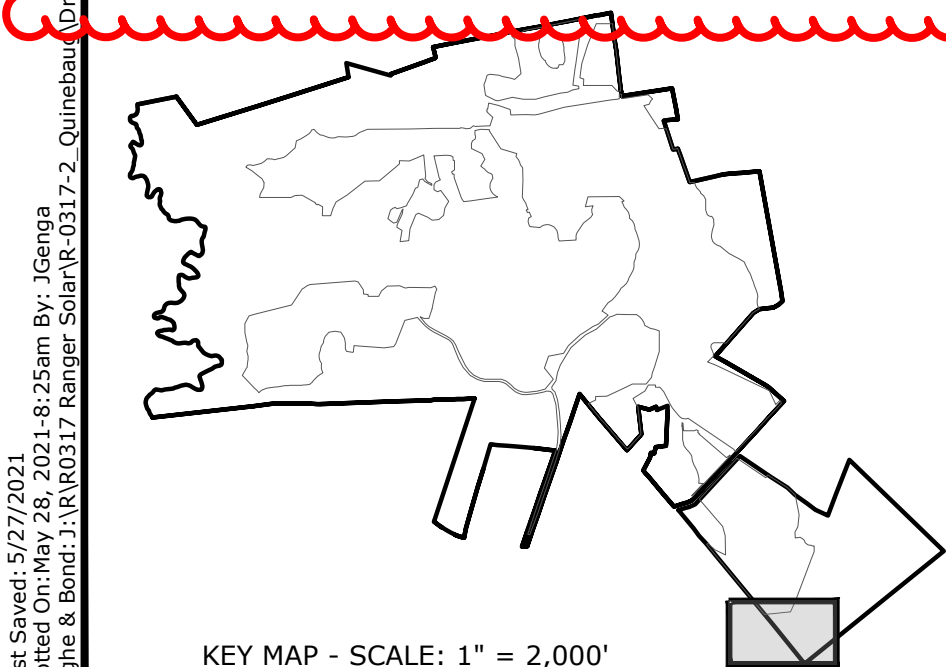 st Saved: 5/27/2021
otted On:May 28, 2021-8:25am By: JGenga
ghe & Bond: J:\R\R0317 Ranger Solar\R-0317-2_Quinebaug\Dr
KEY MAP - SCALE: 1" = 2,000'